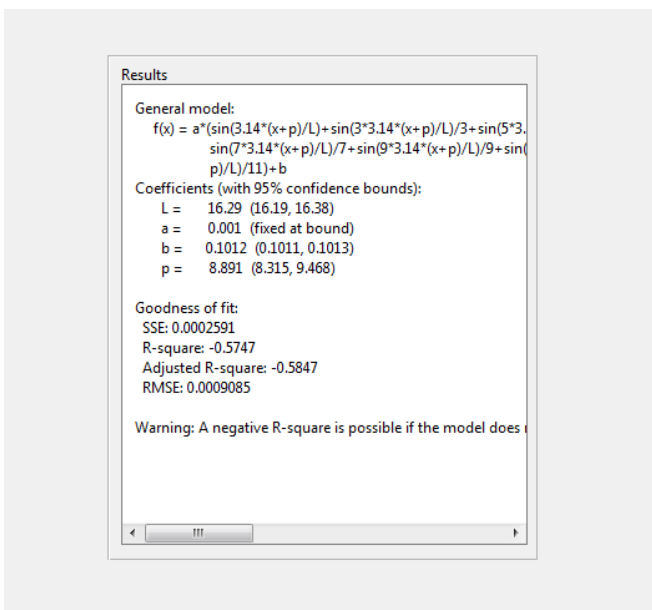 Results
General model:
f(x) = a*(sin(3.14*(x+p)/L)+sin(3*3.14*(x+p)/L)/3+sin(5*3.
sin(7*3.14*(x+p)/L)/7+sin(9*3.14*(x+p)/L)/9+sin(
p)/L)/11)+b
Coefficients (with 95% confidence bounds):
L = 16.29 (16.19, 16.38)
a = 0.001 (fixed at bound)
b = 0.1012 (0.1011, 0.1013)
p = 8.891 (8.315, 9.468)
Goodness of fit:
SSE: 0.0002591
R-square: -0.5747
Adjusted R-square: -0.5847
RMSE: 0.0009085
Warning: A negative R-square is possible if the model does